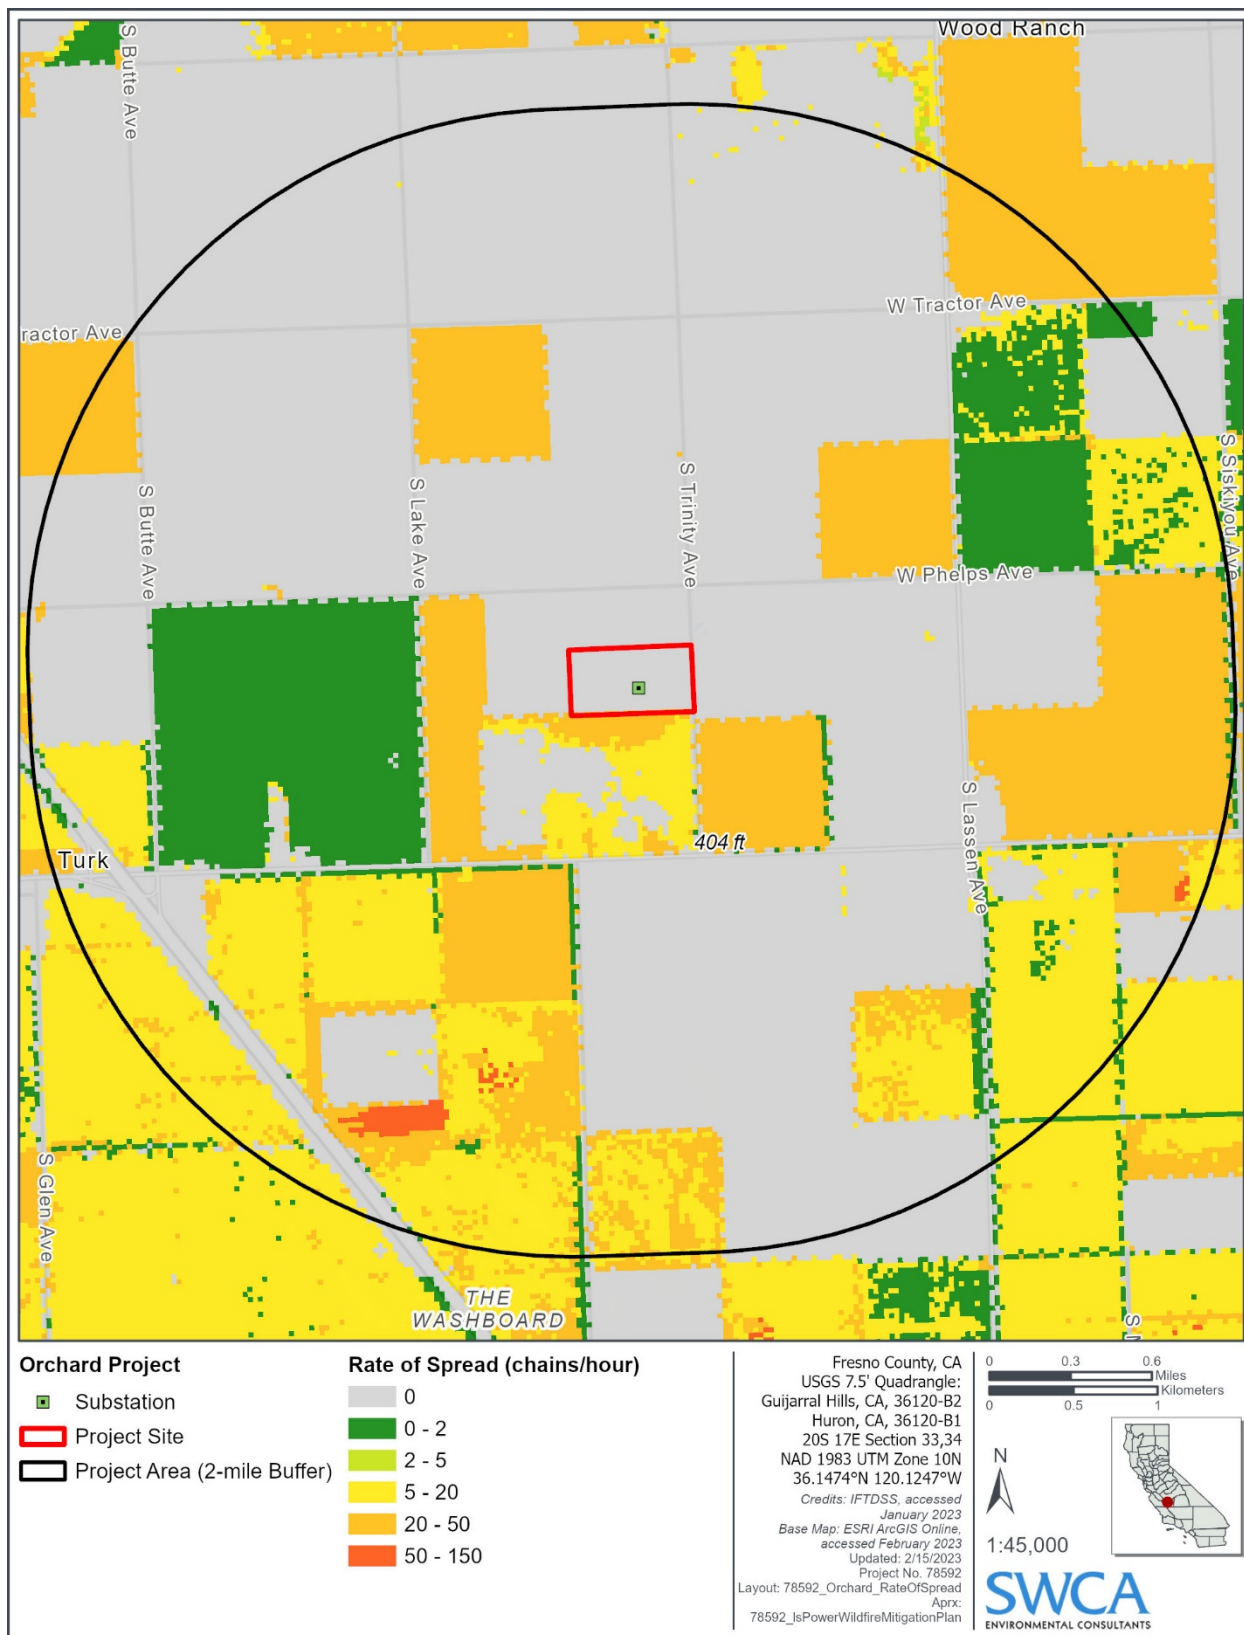 Wood Ranch
S Butte Ave
W Tractor Ave
ractor Ave
S Butte Ave
S Lake Ave
S Trinity Ave
S Siskiyou Ave
W Phelps Ave
S Lassen Ave
404 ft
Turk
S Glen Ave
THE
WASHBOARD
S N
Orchard Project
Substation
Project Site
Project Area (2-mile Buffer)
Rate of Spread (chains/hour)
0
0 - 2
2 - 5
5 - 20
20 - 50
50 - 150
Fresno County, CA
USGS 7.5' Quadrangle:
Guijarral Hills, CA, 36120-B2
Huron, CA, 36120-B1
20S 17E Section 33,34
NAD 1983 UTM Zone 10N
36.1474°N 120.1247°W
Credits: IFTDSS, accessed
January 2023
Base Map: ESRI ArcGIS Online,
accessed February 2023
Updated: 2/15/2023
Project No. 78592
Layout: 78592_Orchard_RateOfSpread
Aprx:
78592_IsPowerWildfireMitigationPlan
0 0.3 0.6
Miles
Kilometers
0 0.5 1
N
1:45,000
SWCA
ENVIRONMENTAL CONSULTANTS